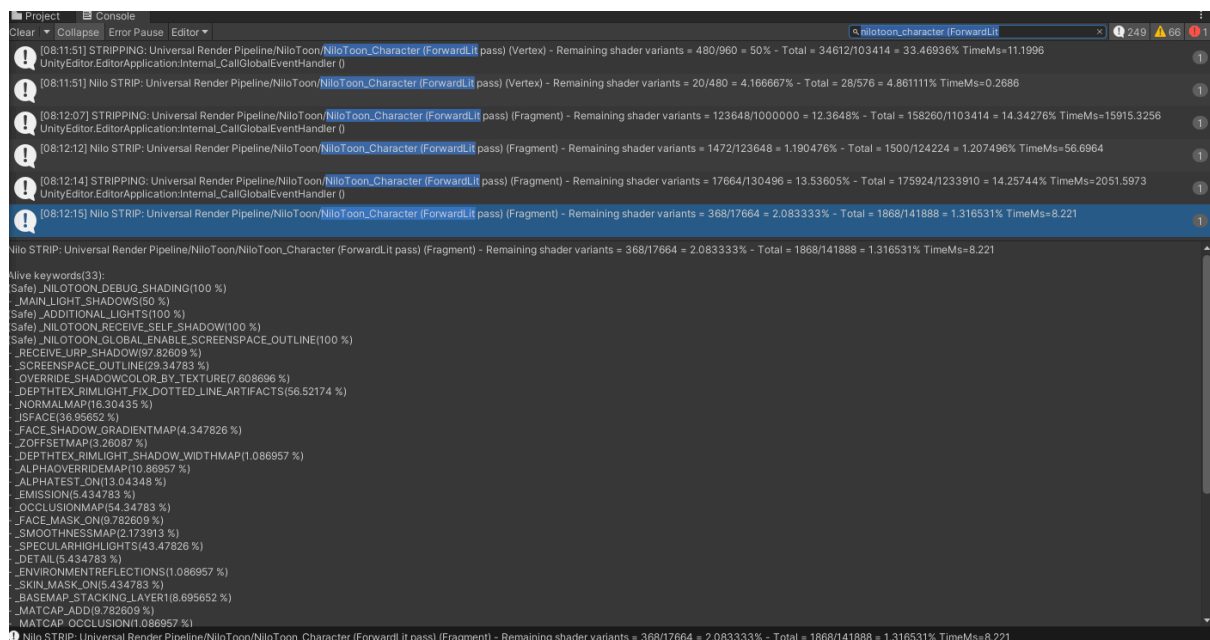 Project
Console
Clear
Collapse
Error Pause
Editor
nilotoon_character (ForwardLit
249
66
1
[08:11:51] STRIPPING: Universal Render Pipeline/NiloToon/NiloToon_Character (ForwardLit pass) (Vertex) - Remaining shader variants = 480/960 = 50% - Total = 34612/103414 = 33.46936% TimeMs=11.1996
UnityEditor.EditorApplication:Internal_CallGlobalEventHandler ()
1
[08:11:51] Nilo STRIP: Universal Render Pipeline/NiloToon/NiloToon_Character (ForwardLit pass) (Vertex) - Remaining shader variants = 20/480 = 4.166667% - Total = 28/576 = 4.861111% TimeMs=0.2686
1
[08:12:07] STRIPPING: Universal Render Pipeline/NiloToon/NiloToon_Character (ForwardLit pass) (Fragment) - Remaining shader variants = 123648/1000000 = 12.3648% - Total = 158260/1103414 = 14.34276% TimeMs=15915.3256
UnityEditor.EditorApplication:Internal_CallGlobalEventHandler ()
1
[08:12:12] Nilo STRIP: Universal Render Pipeline/NiloToon/NiloToon_Character (ForwardLit pass) (Fragment) - Remaining shader variants = 1472/123648 = 1.190476% - Total = 1500/124224 = 1.207496% TimeMs=56.6964
1
[08:12:14] STRIPPING: Universal Render Pipeline/NiloToon/NiloToon_Character (ForwardLit pass) (Fragment) - Remaining shader variants = 17664/130496 = 13.53605% - Total = 175924/1233910 = 14.25744% TimeMs=2051.5973
UnityEditor.EditorApplication:Internal_CallGlobalEventHandler ()
1
[08:12:15] Nilo STRIP: Universal Render Pipeline/NiloToon/NiloToon_Character (ForwardLit pass) (Fragment) - Remaining shader variants = 368/17664 = 2.083333% - Total = 1868/141888 = 1.316531% TimeMs=8.221
1
Nilo STRIP: Universal Render Pipeline/NiloToon/NiloToon_Character (ForwardLit pass) (Fragment) - Remaining shader variants = 368/17664 = 2.083333% - Total = 1868/141888 = 1.316531% TimeMs=8.221
Alive keywords(33):
(Safe) _NILOTOON_DEBUG_SHADING(100 %)
- _MAIN_LIGHT_SHADOWS(50 %)
(Safe) _ADDITIONAL_LIGHTS(100 %)
(Safe) _NILOTOON_RECEIVE_SELF_SHADOW(100 %)
(Safe) _NILOTOON_GLOBAL_ENABLE_SCREENSPACE_OUTLINE(100 %)
- _RECEIVE_URP_SHADOW(97.82609 %)
- _SCREENSPACE_OUTLINE(29.34783 %)
- _OVERRIDE_SHADOWCOLOR_BY_TEXTURE(7.608696 %)
- _DEPTHTEX_RIMLIGHT_FIX_DOTTED_LINE_ARTIFACTS(56.52174 %)
- _NORMALMAP(16.30435 %)
- _ISFACE(36.95652 %)
- _FACE_SHADOW_GRADIENTMAP(4.347826 %)
- _ZOFFSETMAP(3.26087 %)
- _DEPTHTEX_RIMLIGHT_SHADOW_WIDTHMAP(1.086957 %)
- _ALPHAOVERRIDEMAP(10.86957 %)
- _ALPHATEST_ON(13.04348 %)
- _EMISSION(5.434783 %)
- _OCCLUSIONMAP(54.34783 %)
- _FACE_MASK_ON(9.782609 %)
- _SMOOTHNESSMAP(2.173913 %)
- _SPECULARHIGHLIGHTS(43.47826 %)
- _DETAIL(5.434783 %)
- _ENVIRONMENTREFLECTIONS(1.086957 %)
- _SKIN_MASK_ON(5.434783 %)
- _BASEMAP_STACKING_LAYER1(8.695652 %)
- _MATCAP_ADD(9.782609 %)
- _MATCAP_OCCLUSION(1.086957 %)
Nilo STRIP: Universal Render Pipeline/NiloToon/NiloToon_Character (ForwardLit pass) (Fragment) - Remaining shader variants = 368/17664 = 2.083333% - Total = 1868/141888 = 1.316531% TimeMs=8.221